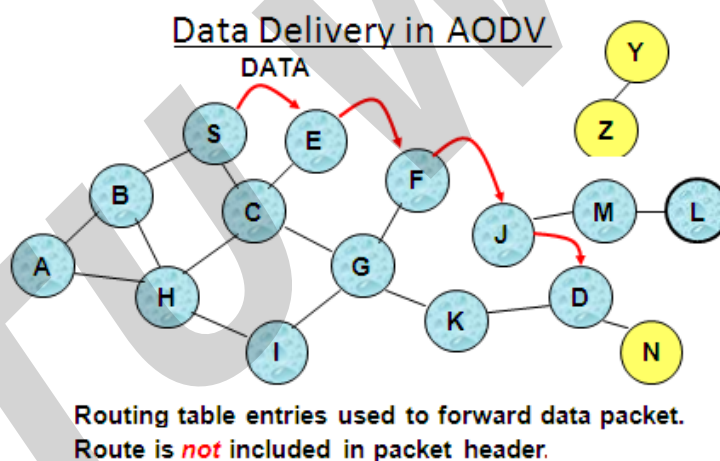 Data Delivery in AODV
DATA
Y
S
E
Z
F
B
C
M
L
J
A
G
H
D
K
I
N
Routing table entries used to forward data packet.
Route is not included in packet header.